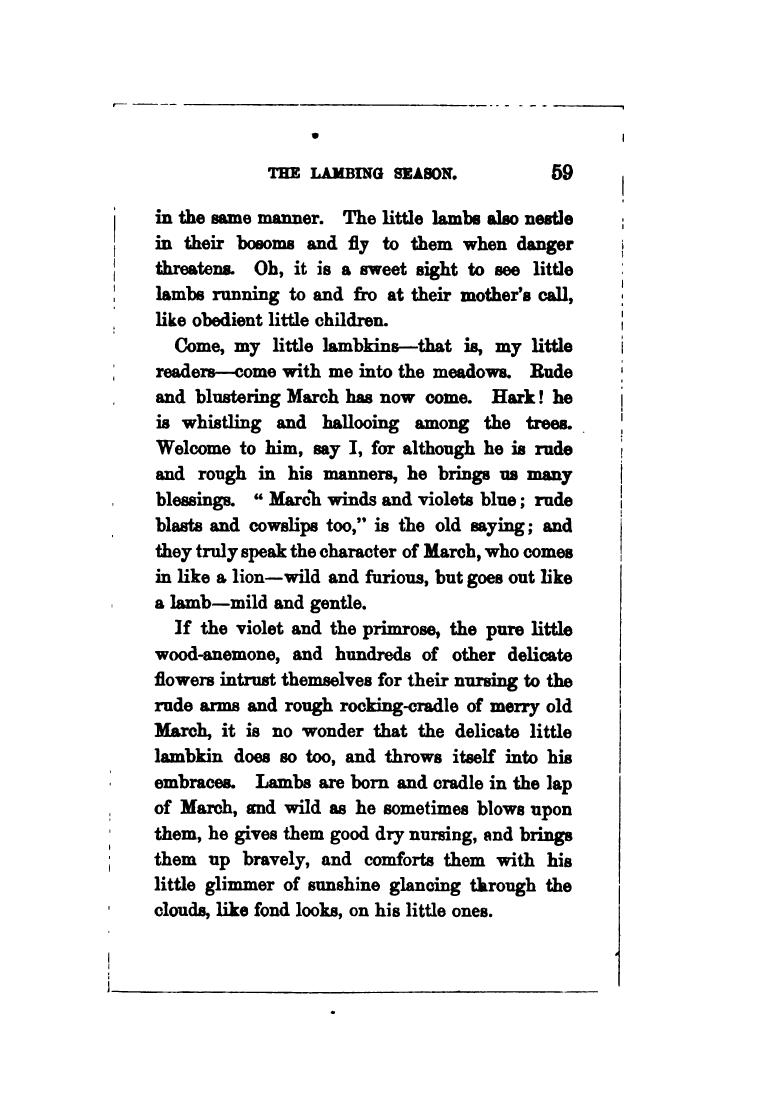 THE LAMBING SEASON. 59
in the same manner. The little lambs also nestle
in their bosoms and fly to them when danger
threatens. Oh, it is a sweet sight to see little
lambs running to and fro at their mother's call,
like obedient little children.
Come, my little lambkins—that is, my little
readers—come with me into the meadows. Rude
and blustering March has now come. Hark! he
is whistling and hallooing among the trees.
Welcome to him, say I, for although he is rude
and rough in his manners, he brings us many
blessings. “ March winds and violets blue; rude
blasts and cowslips too,” is the old saying; and
they truly speak the character of March, who comes
in like a lion—wild and furious, but goes out like
a lamb—mild and gentle.
If the violet and the primrose, the pure little
wood-anemone, and hundreds of other delicate
flowers intrust themselves for their nursing to the
rude arms and rough rocking-cradle of merry old
March, it is no wonder that the delicate little
lambkin does so too, and throws itself into his
embraces. Lambs are born and cradle in the lap
of March, and wild as he sometimes blows upon
them, he gives them good dry nursing, and brings
them up bravely, and comforts them with his
little glimmer of sunshine glancing through the
clouds, like fond looks, on his little ones.